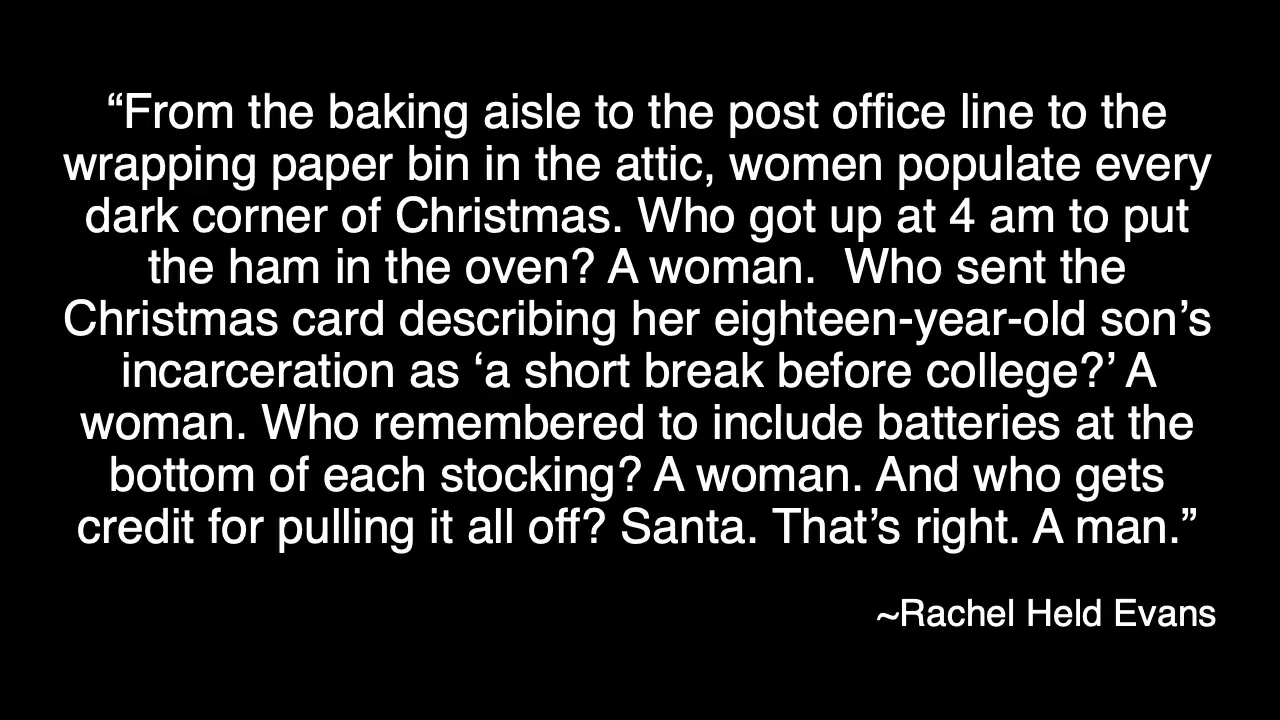 “From the baking aisle to the post office line to the
wrapping paper bin in the attic, women populate every
dark corner of Christmas. Who got up at 4 am to put
the ham in the oven? A woman.  Who sent the
Christmas card describing her eighteen-year-old son’s
incarceration as ‘a short break before college?’ A
woman. Who remembered to include batteries at the
bottom of each stocking? A woman. And who gets
credit for pulling it all off? Santa. That’s right. A man.”
~Rachel Held Evans